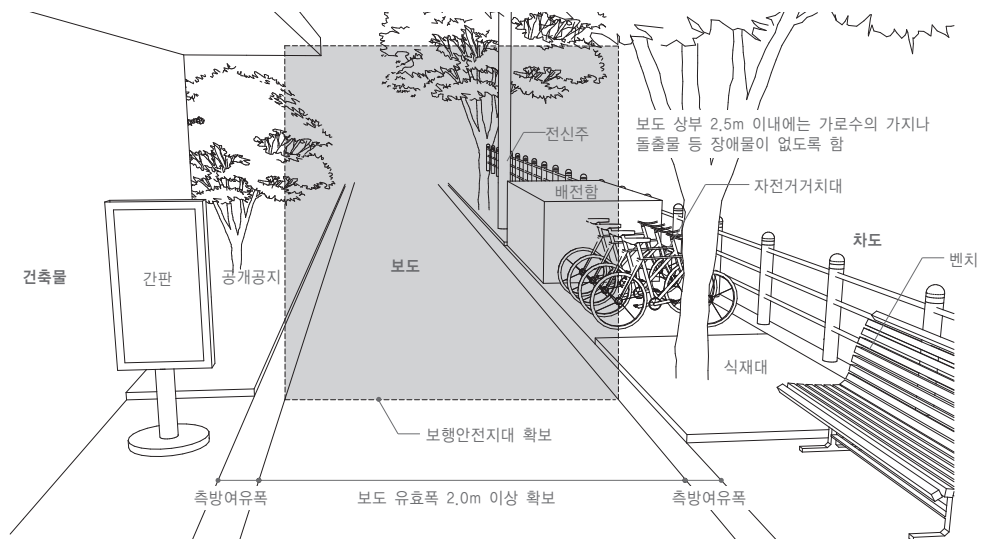 전신주
보도 상부 2.5m 이내에는 가로수의 가지나
돌출물 등 장애물이 없도록 함
배전함
자전거거치대
차도
벤치
건축물
간판
공개공지
보도
식재대
보행안전지대 확보
측방여유폭
보도 유효폭 2.0m 이상 확보
측방여유폭